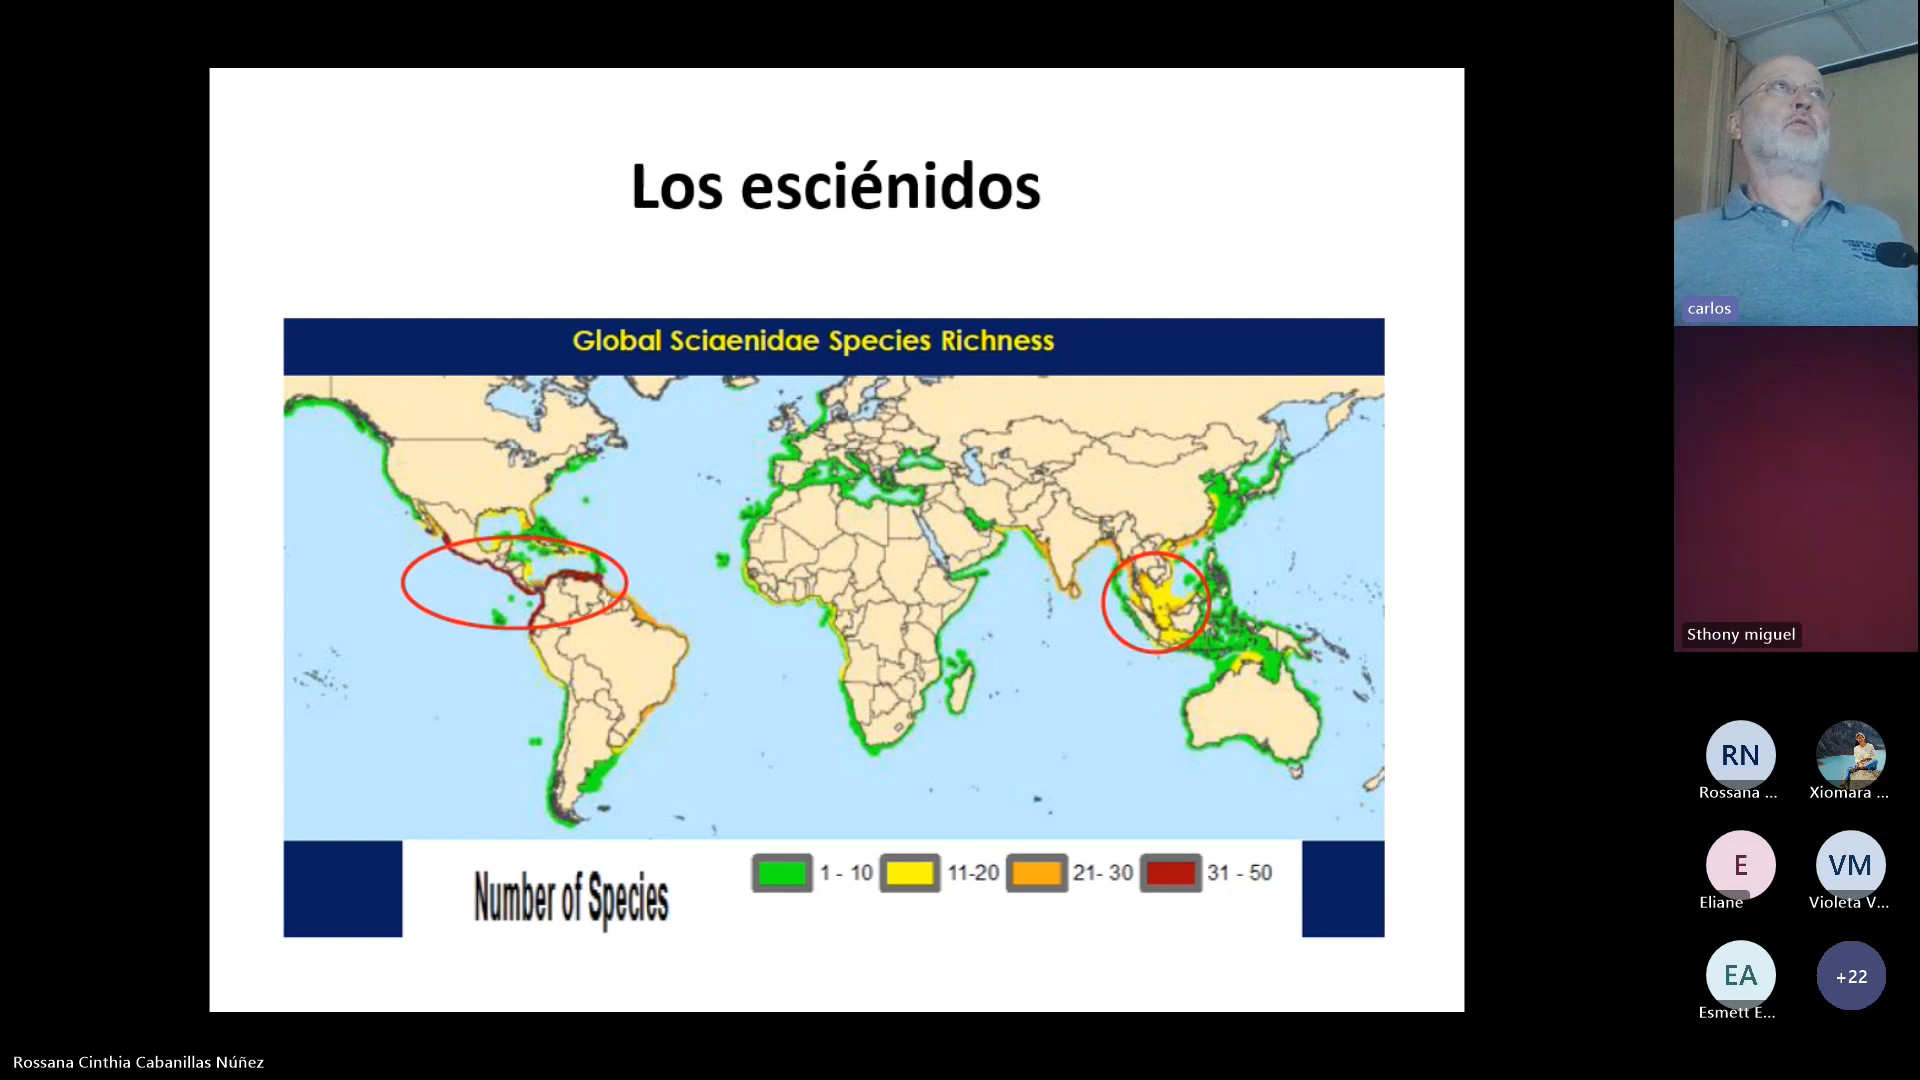 Los esciénidos
Global Sciaenidae Species Richness
Number of Species
1 - 10
11-20
21- 30
31 - 50
carlos
Sthony miguel
RN
Rossana ...
Xiomara ...
E
Eliane
VM
Violeta V...
EA
Esmett E...
+22
Rossana Cinthia Cabanillas Núñez